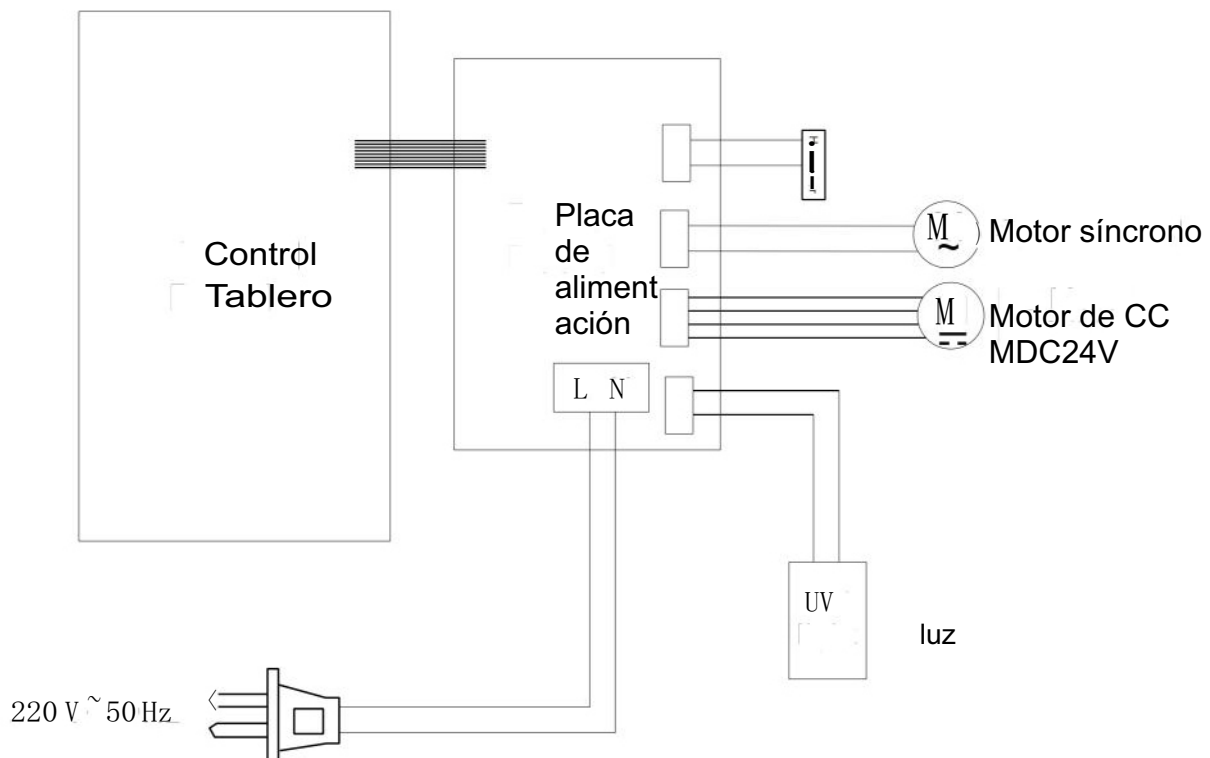 Control
Tablero
Placa
de
aliment
ación
M
Motor síncrono
M
Motor de CC
MDC24V
L N
UV
luz
220 V ~ 50 Hz